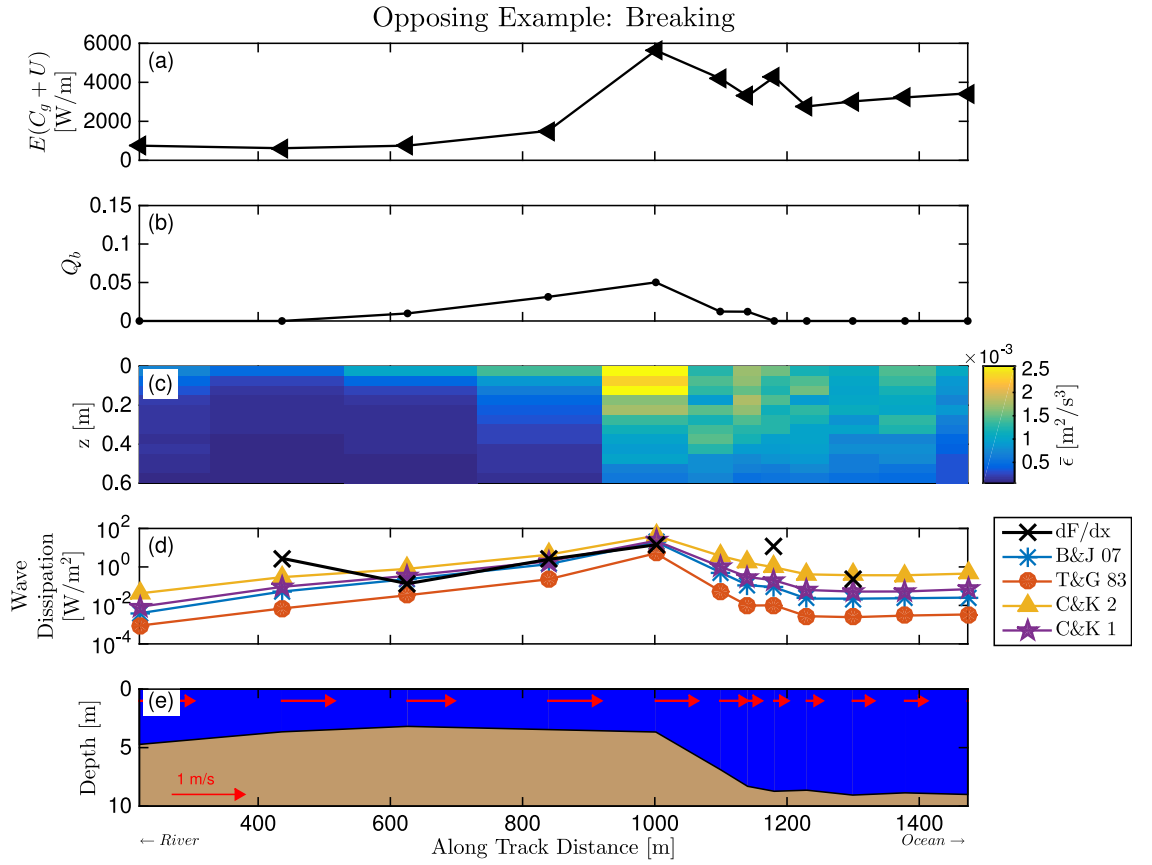 Opposing Example: Breaking
(a)
E(C_g + U)
[W/m]
6000
4000
2000
0
(b)
Q_b
0.15
0.1
0.05
0
(c)
z [m]
0
0.2
0.4
0.6
× 10^-3
2.5
2
1.5
1
0.5
ε̄ [m²/s³]
(d)
Wave
Dissipation
[W/m²]
10^2
10^0
10^-2
10^-4
dF/dx
B&J 07
T&G 83
C&K 2
C&K 1
(e)
Depth [m]
0
5
10
1 m/s
400 600 800 1000 1200 1400
← River
Along Track Distance [m]
Ocean →